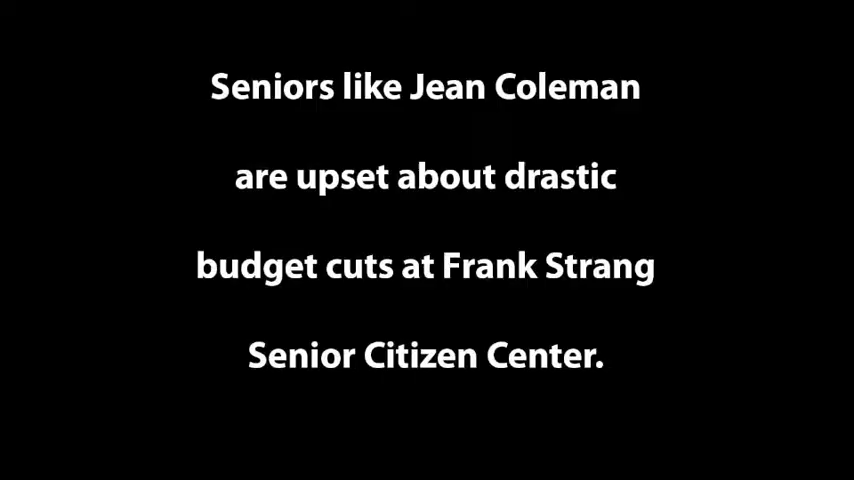 Seniors like Jean Coleman
are upset about drastic
budget cuts at Frank Strang
Senior Citizen Center.